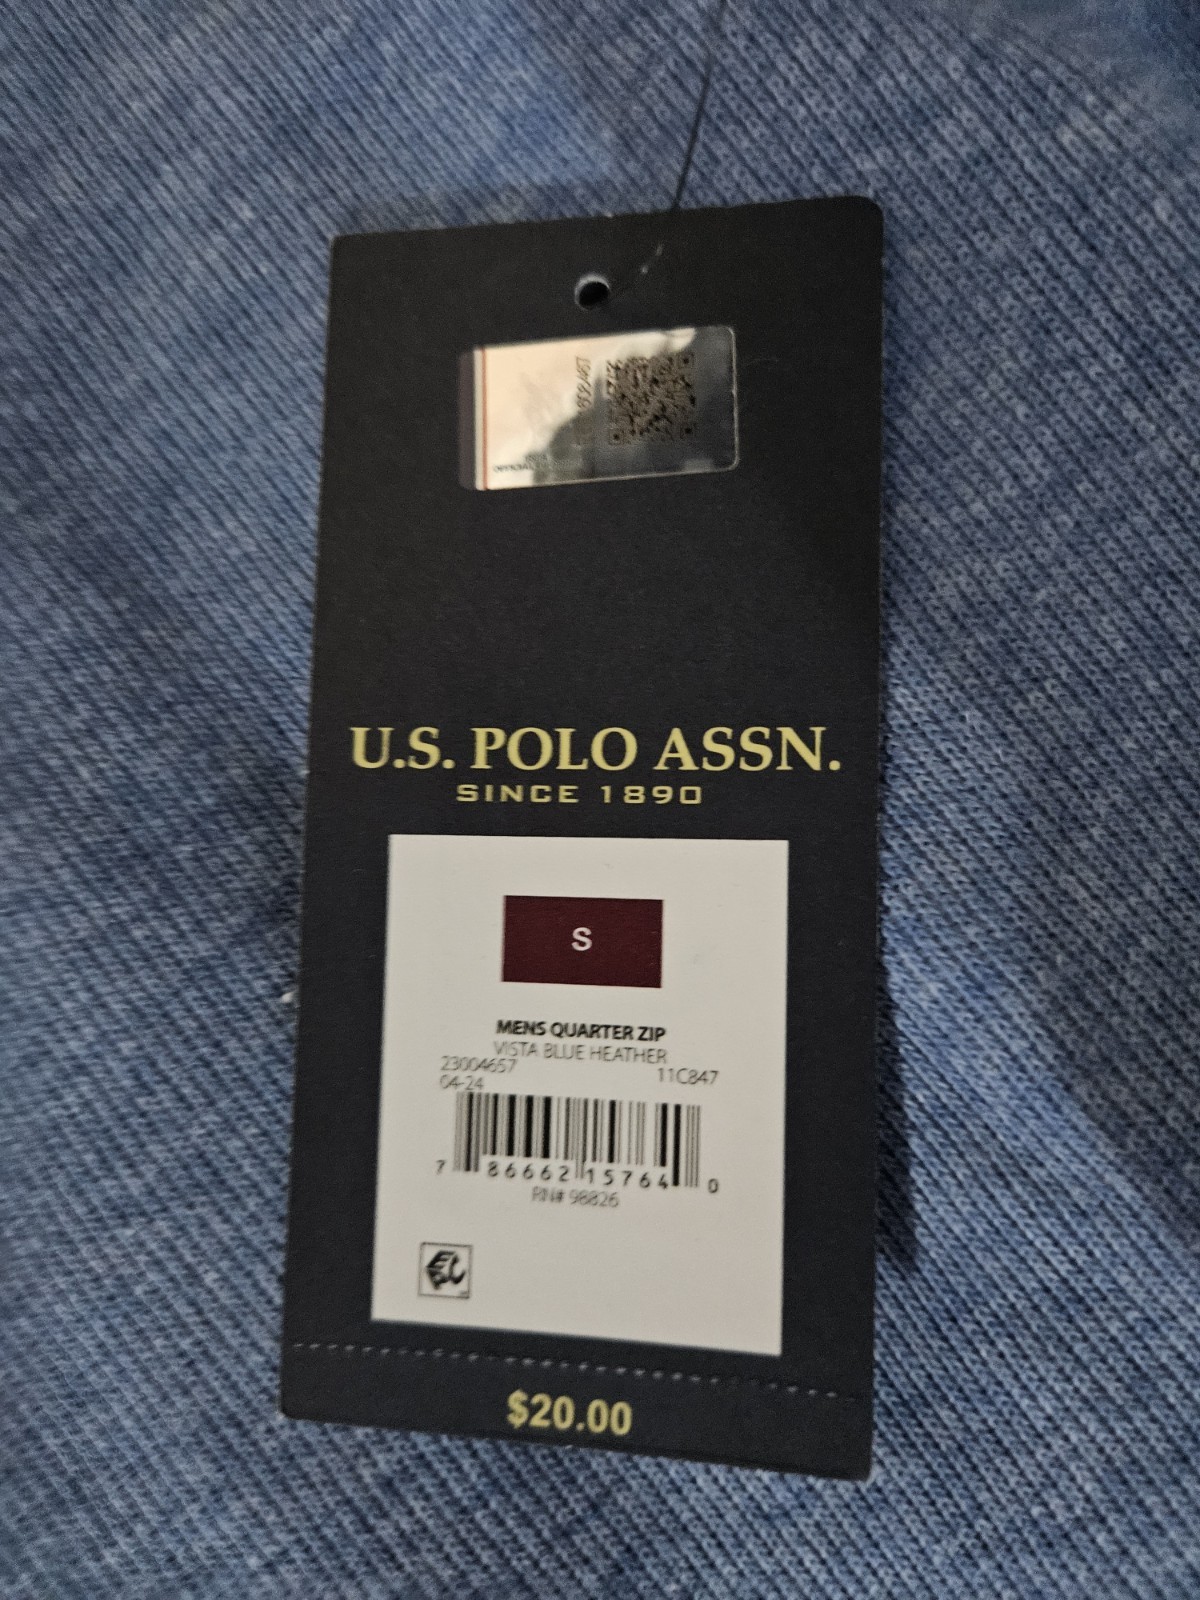 U.S. POLO ASSN.
SINCE 1890
S
MENS QUARTER ZIP
VISTA BLUE HEATHER
23004657 11C847
04-24
7 86662 15764 0
RN# 98826
$20.00